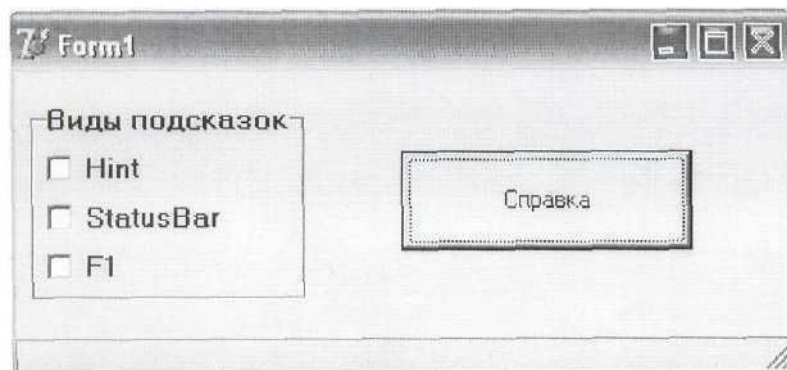 Form1
Виды подсказок
Hint
StatusBar
F1
Справка